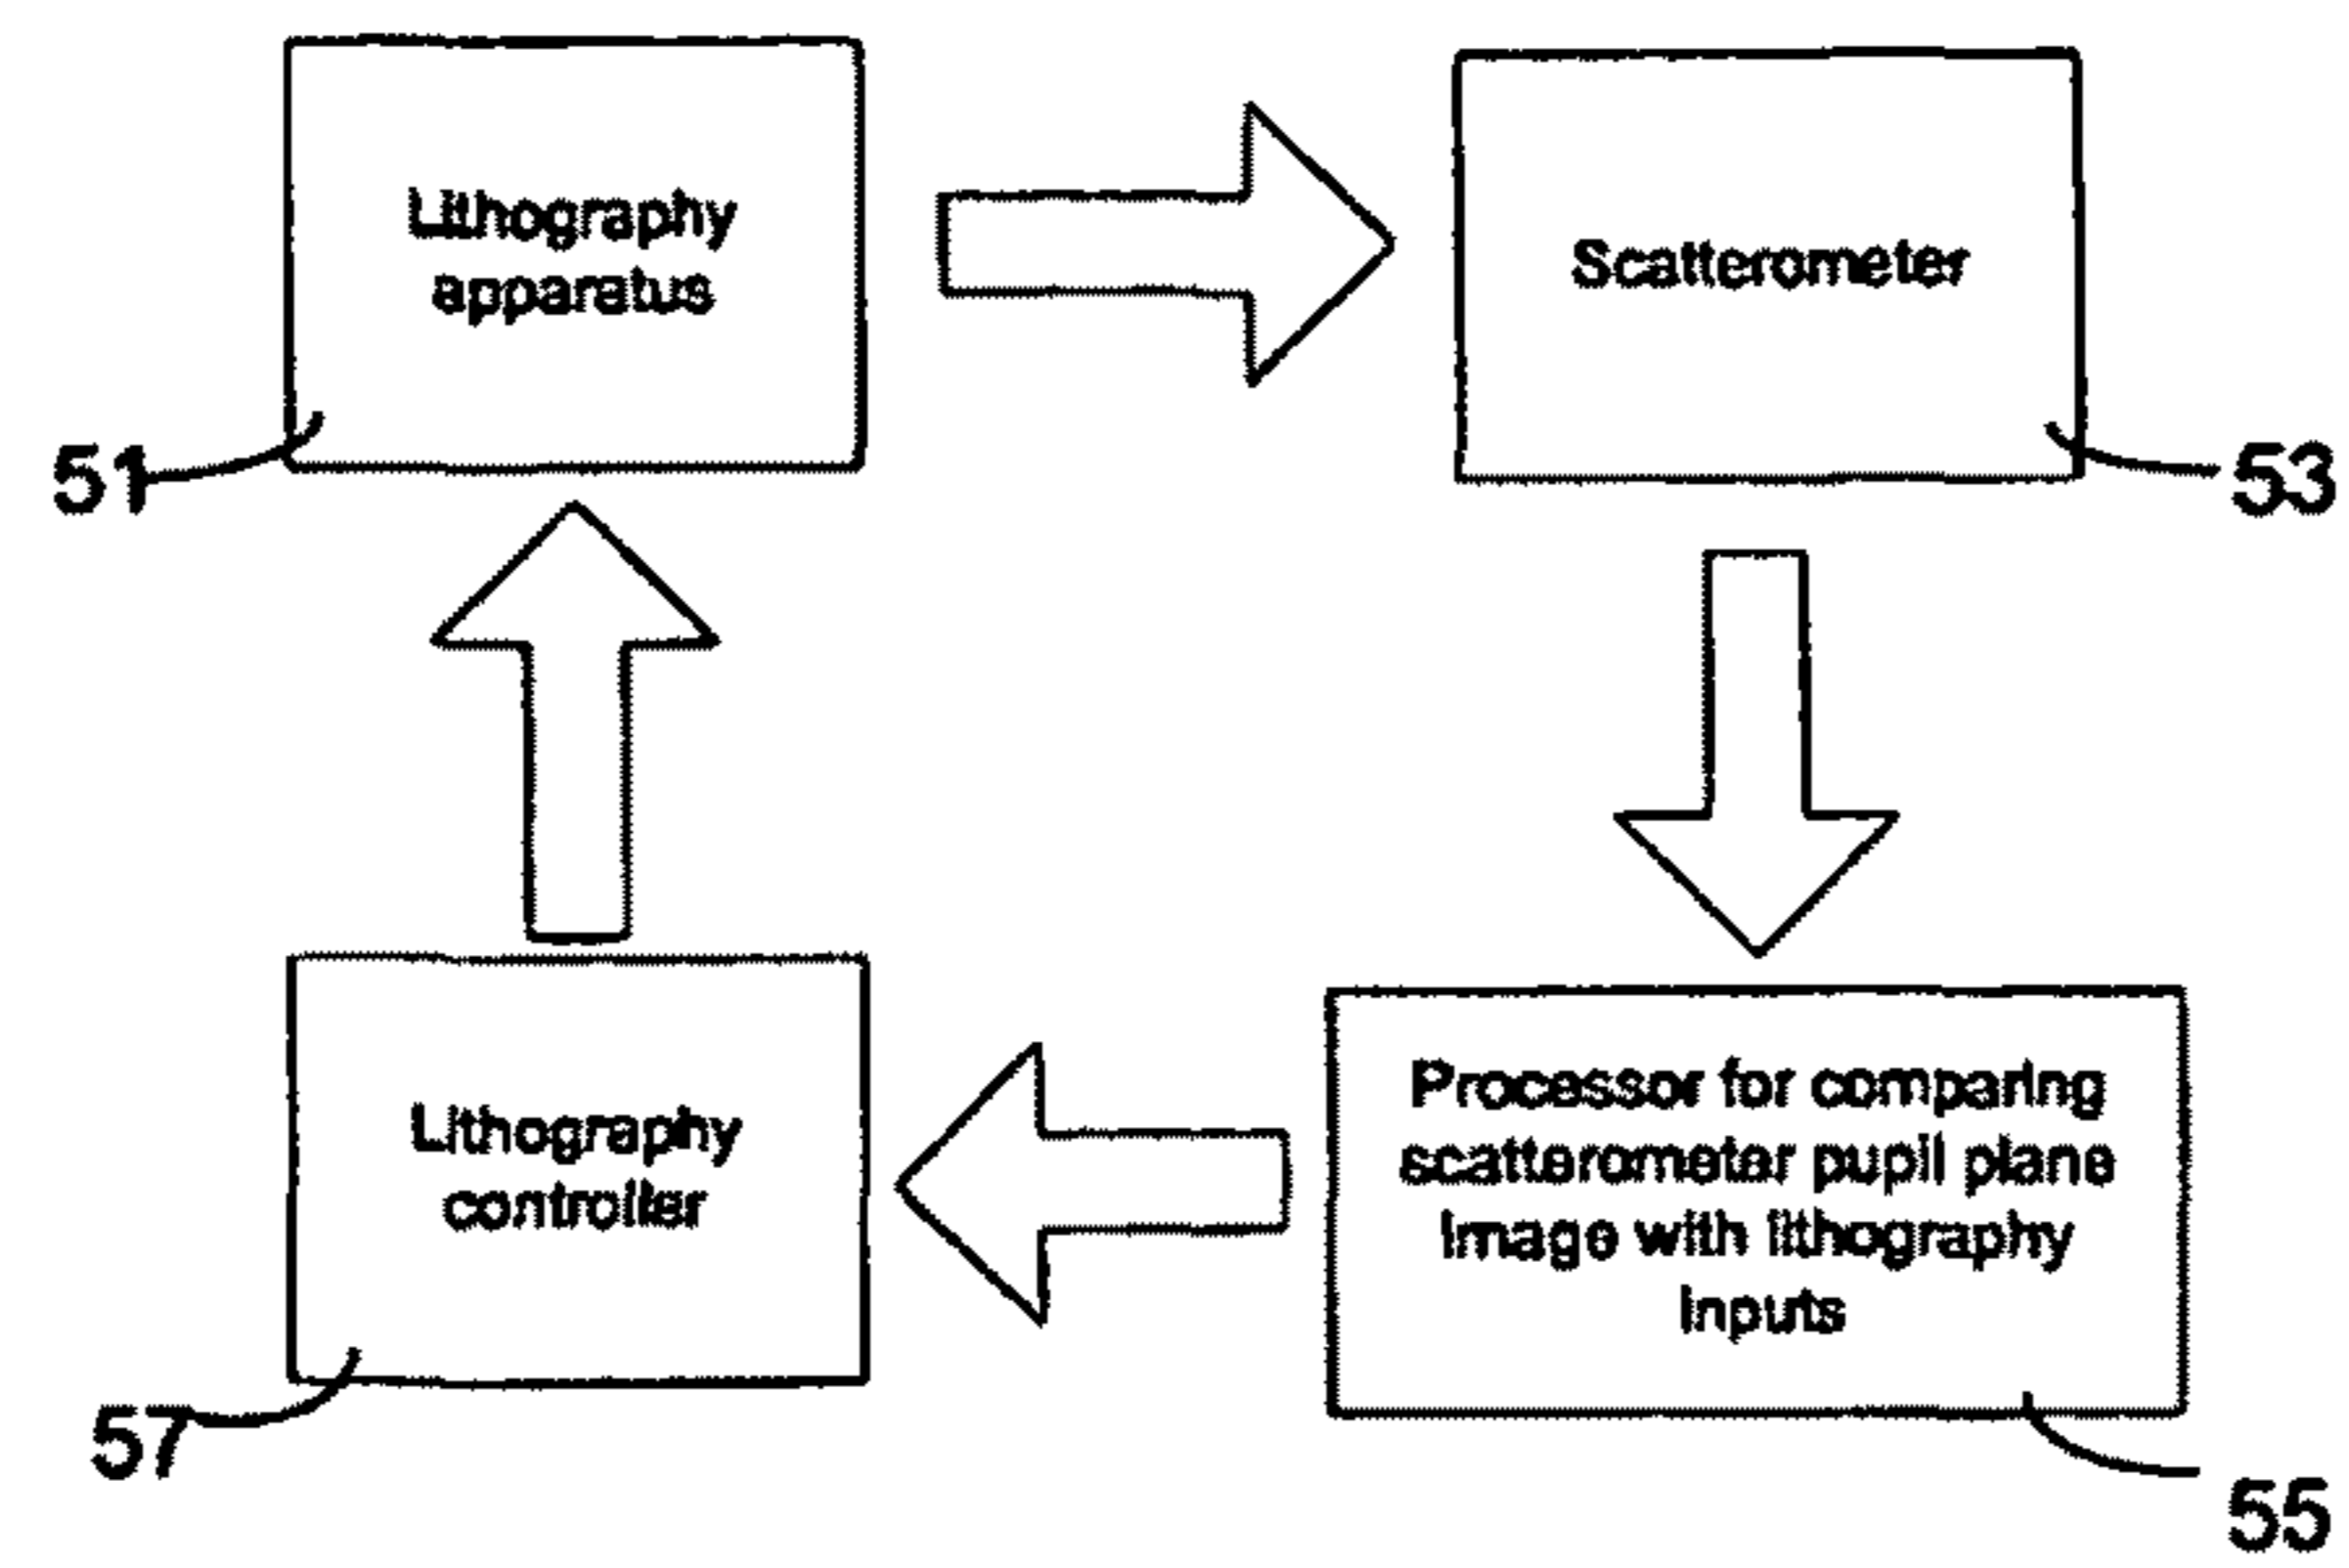 Lithography
apparatus
Scatterometer
51
53
Lithography
controller
Processor for comparing
scatterometer pupil plane
image with lithography
inputs
57
55